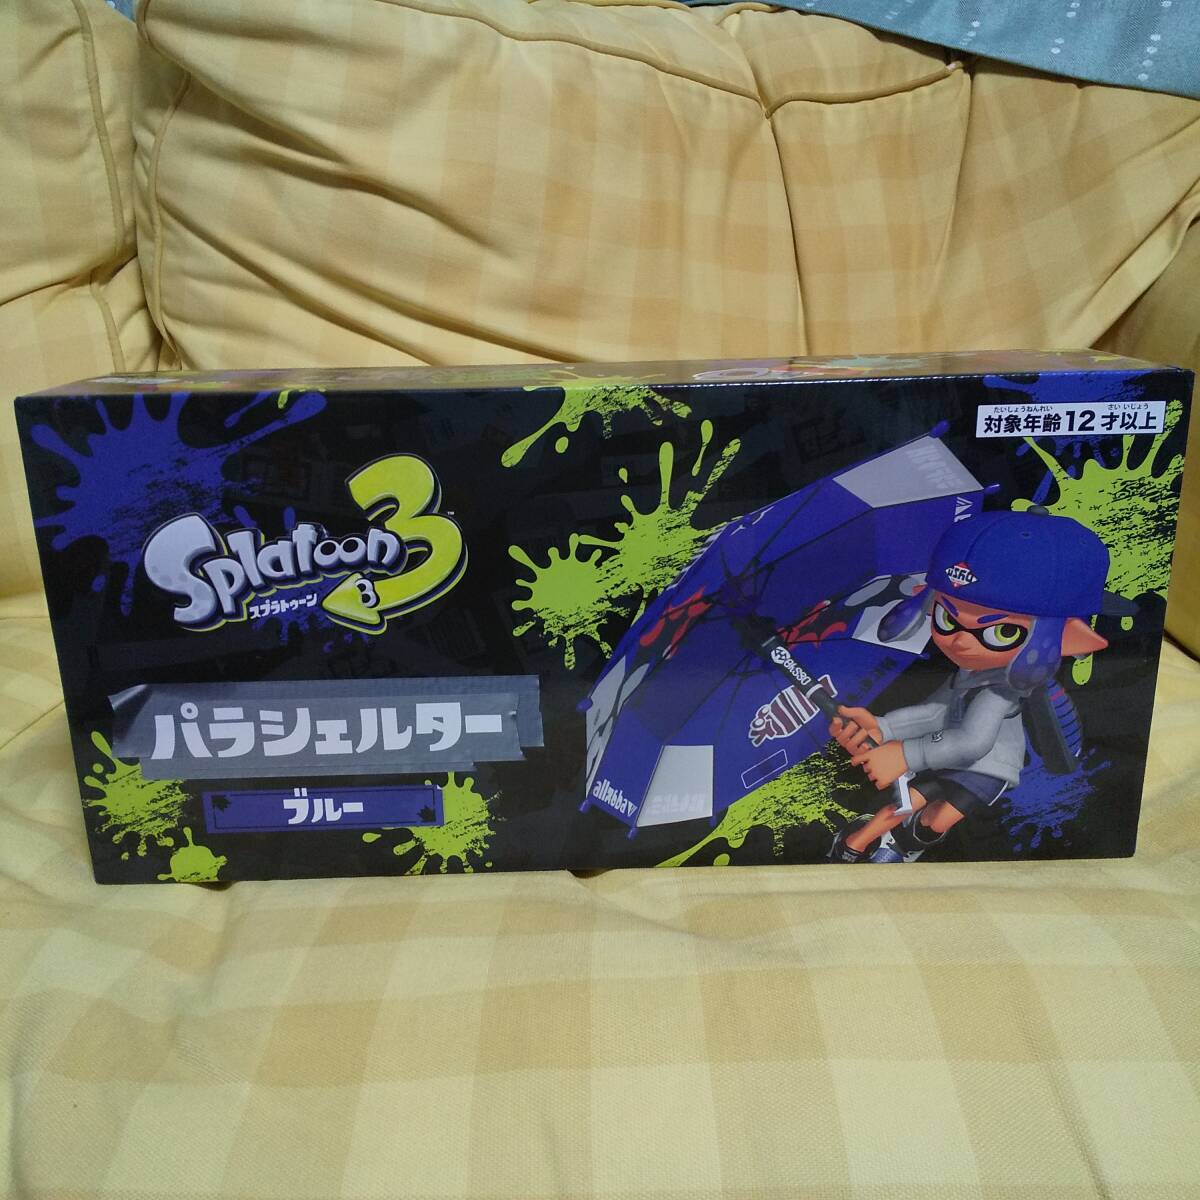 Splatoon 3
スプラトゥーン
パラシェルター
ブルー
たいしょうねんれい さい いじょう
対象年齢12才以上
allxeba